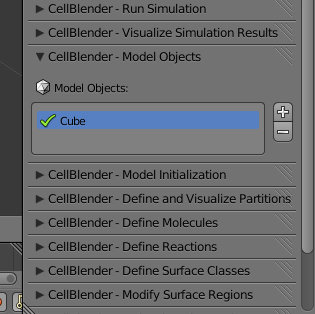 CellBlender - Run Simulation
CellBlender - Visualize Simulation Results
CellBlender - Model Objects
Model Objects:
Cube
CellBlender - Model Initialization
CellBlender - Define and Visualize Partitions
CellBlender - Define Molecules
CellBlender - Define Reactions
CellBlender - Define Surface Classes
CellBlender - Modify Surface Regions